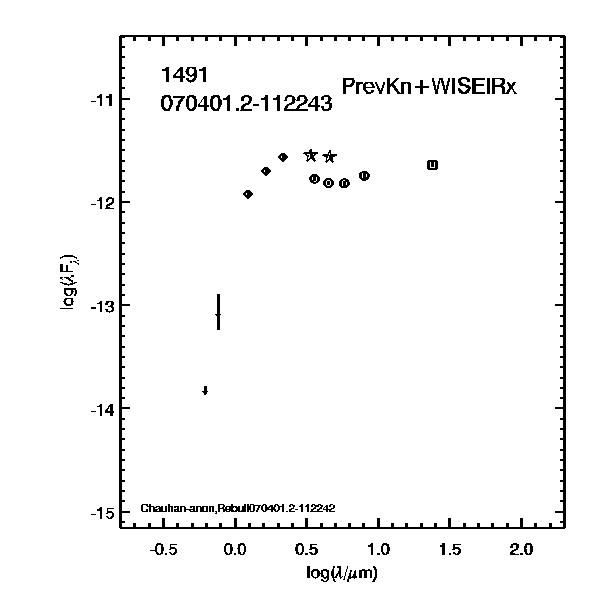 1491
070401.2-112243
PrevKn+WISEIRx
-11
-12
-13
-14
-15
log(λFλ)
Chauhan-anon,Rebull070401.2-112242
-0.5 0.0 0.5 1.0 1.5 2.0
log(λ/μm)